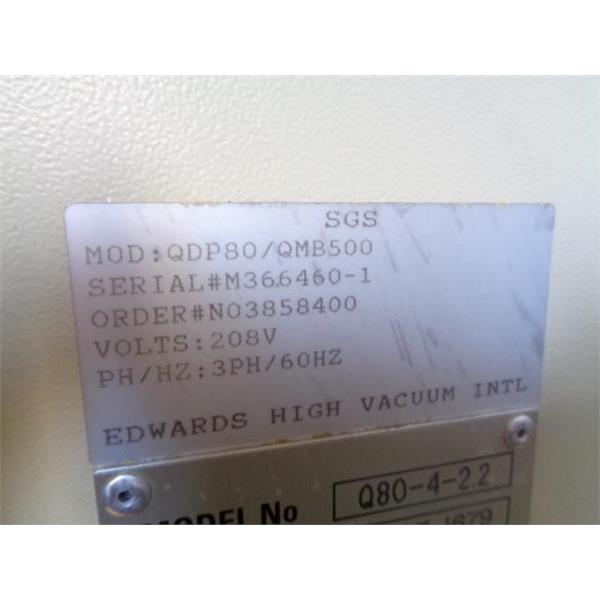 SGS
MOD:QDP80/QMB500
SERIAL#M366460-1
ORDER#N03858400
VOLTS:208V
PH/HZ:3PH/60HZ
EDWARDS HIGH VACUUM INTL
MODEL No Q80-4-2.2